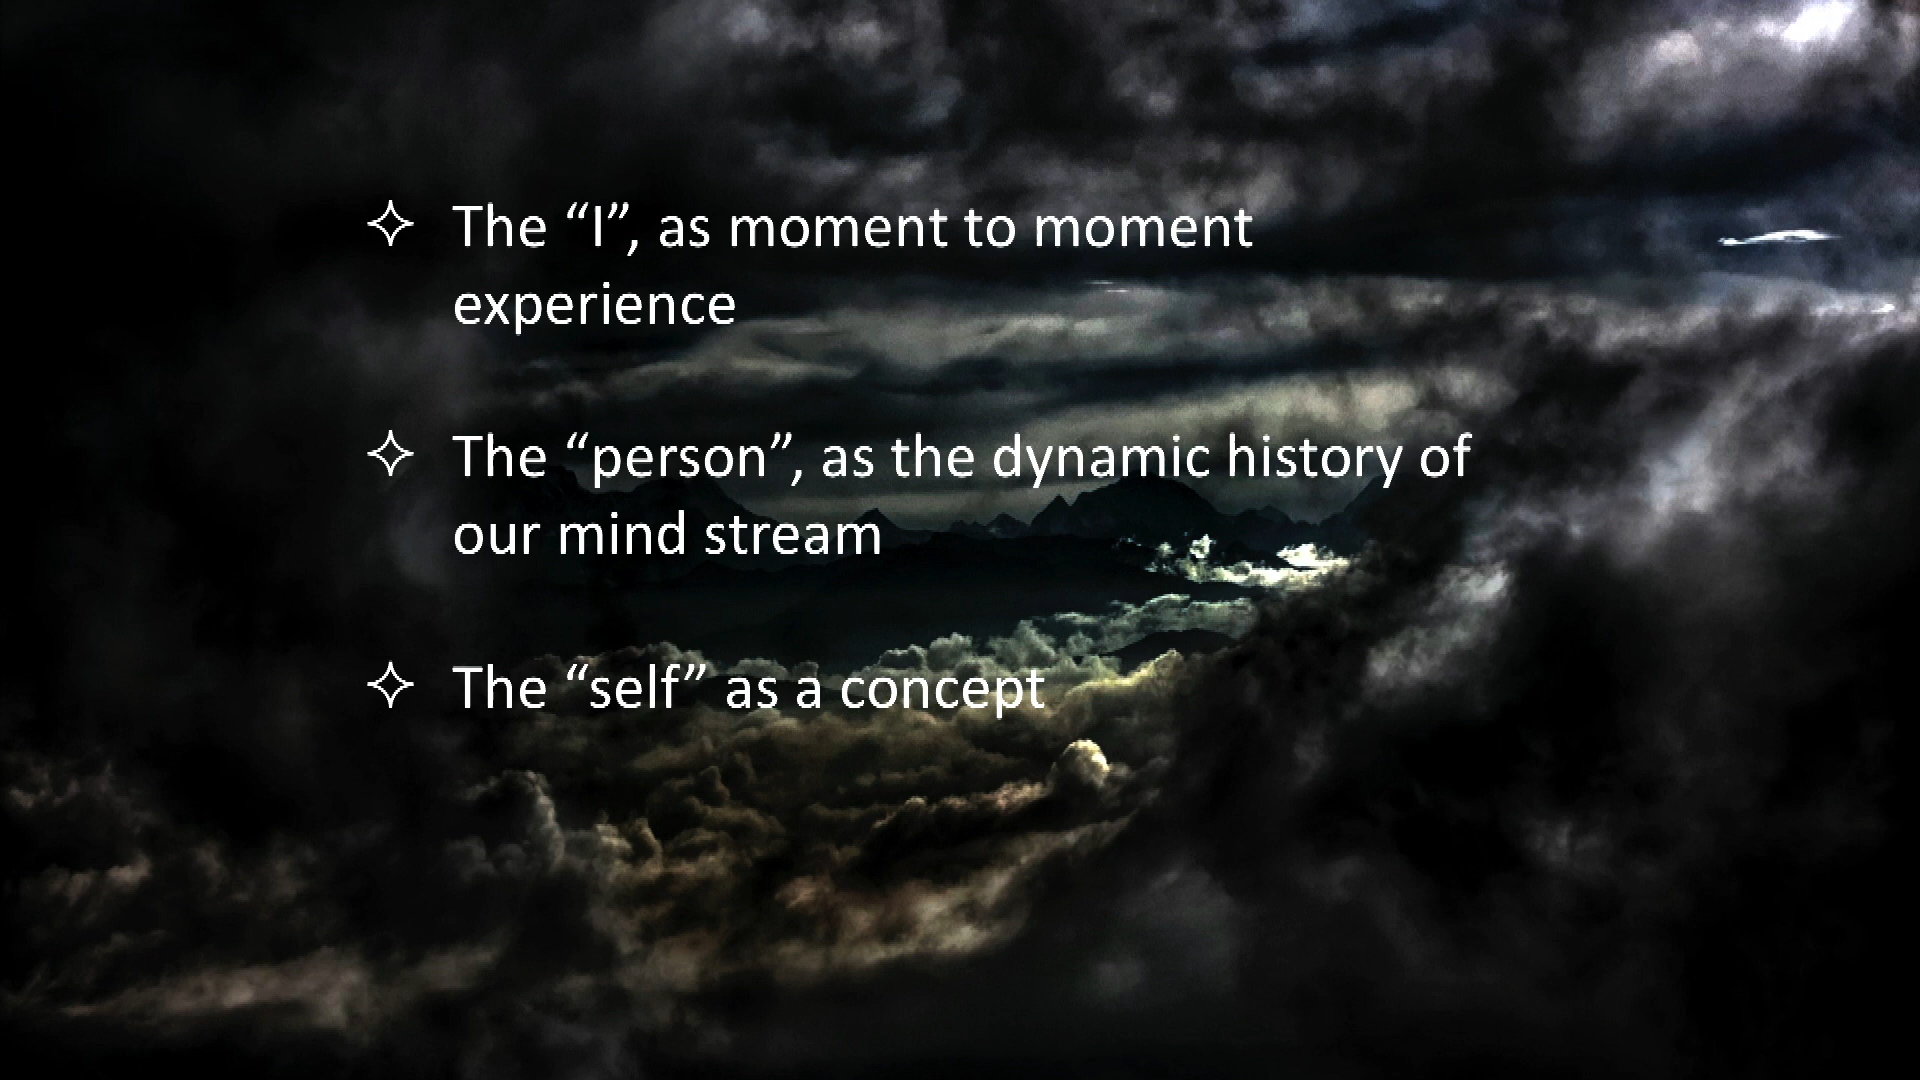 ✧ The “I”, as moment to moment
experience
✧ The “person”, as the dynamic history of
our mind stream
✧ The “self” as a concept